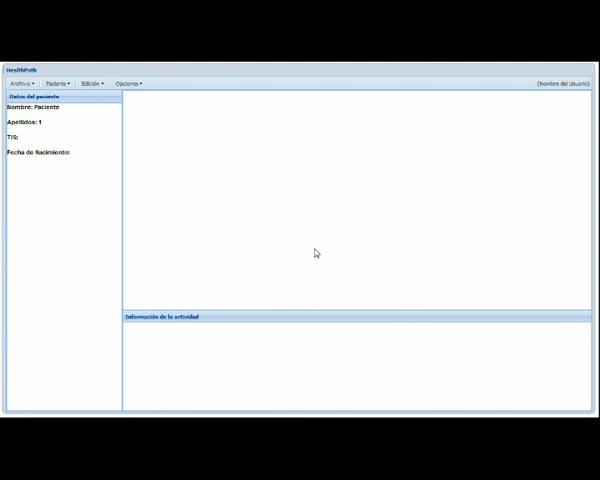 HealthPath
Archivo Paciente Edición Opciones (Nombre del Usuario)
Datos del paciente
Nombre: Paciente
Apellidos: 1
TIS:
Fecha de Nacimiento:
Información de la actividad